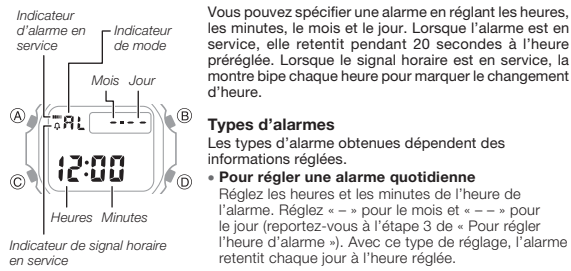 Indicateur
d'alarme en
service
Indicateur
de mode
Mois Jour
A
B
AL
- - - -
12:00
C
D
Heures Minutes
Indicateur de signal horaire
en service
Vous pouvez spécifier une alarme en réglant les heures,
les minutes, le mois et le jour. Lorsque l'alarme est en
service, elle retentit pendant 20 secondes à l'heure
préréglée. Lorsque le signal horaire est en service, la
montre bipe chaque heure pour marquer le changement
d'heure.
Types d'alarmes
Les types d'alarme obtenues dépendent des
informations réglées.
• Pour régler une alarme quotidienne
Réglez les heures et les minutes de l'heure de
l'alarme. Réglez « – » pour le mois et « – – » pour
le jour (reportez-vous à l'étape 3 de « Pour régler
l'heure d'alarme »). Avec ce type de réglage, l'alarme
retentit chaque jour à l'heure réglée.